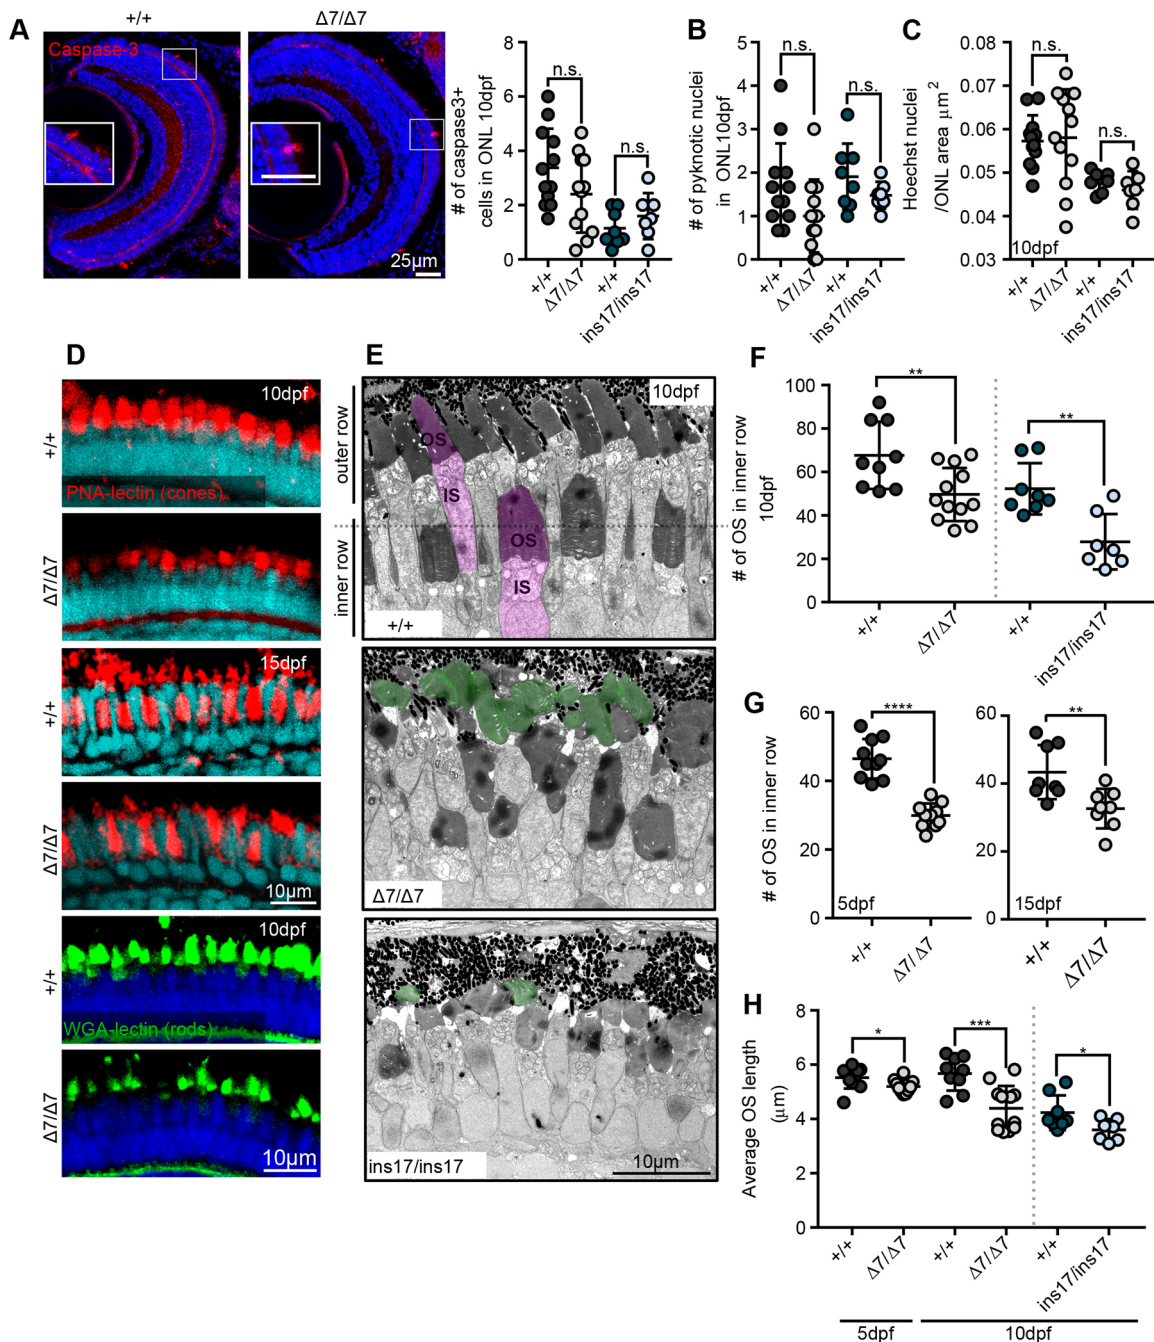 A
+/+
Δ7/Δ7
Caspase-3
25µm
# of caspase3+
cells in ONL 10dpf
8
6
4
2
0
n.s.
n.s.
+/+
Δ7/Δ7
+/+
ins17/ins17
B
# of pyknotic nuclei
in ONL10dpf
5
4
3
2
1
0
n.s.
n.s.
+/+
Δ7/Δ7
+/+
ins17/ins17
C
Hoechst nuclei
/ONL area µm2
0.08
0.07
0.06
0.05
0.04
0.03
n.s.
n.s.
10dpf
+/+
Δ7/Δ7
+/+
ins17/ins17
D
10dpf
+/+
PNA-lectin (cones)
Δ7/Δ7
15dpf
+/+
Δ7/Δ7
10µm
10dpf
+/+
WGA-lectin (rods)
Δ7/Δ7
10µm
E
outer row
inner row
10dpf
OS
IS
OS
IS
+/+
Δ7/Δ7
ins17/ins17
10µm
F
# of OS in inner row
10dpf
100
80
60
40
20
0
**
**
+/+
Δ7/Δ7
+/+
ins17/ins17
G
# of OS in inner row
60
40
20
0
****
5dpf
+/+
Δ7/Δ7
60
40
20
0
**
15dpf
+/+
Δ7/Δ7
H
Average OS length
(µm)
8
6
4
2
0
*
***
*
+/+
Δ7/Δ7
+/+
Δ7/Δ7
+/+
ins17/ins17
5dpf
10dpf